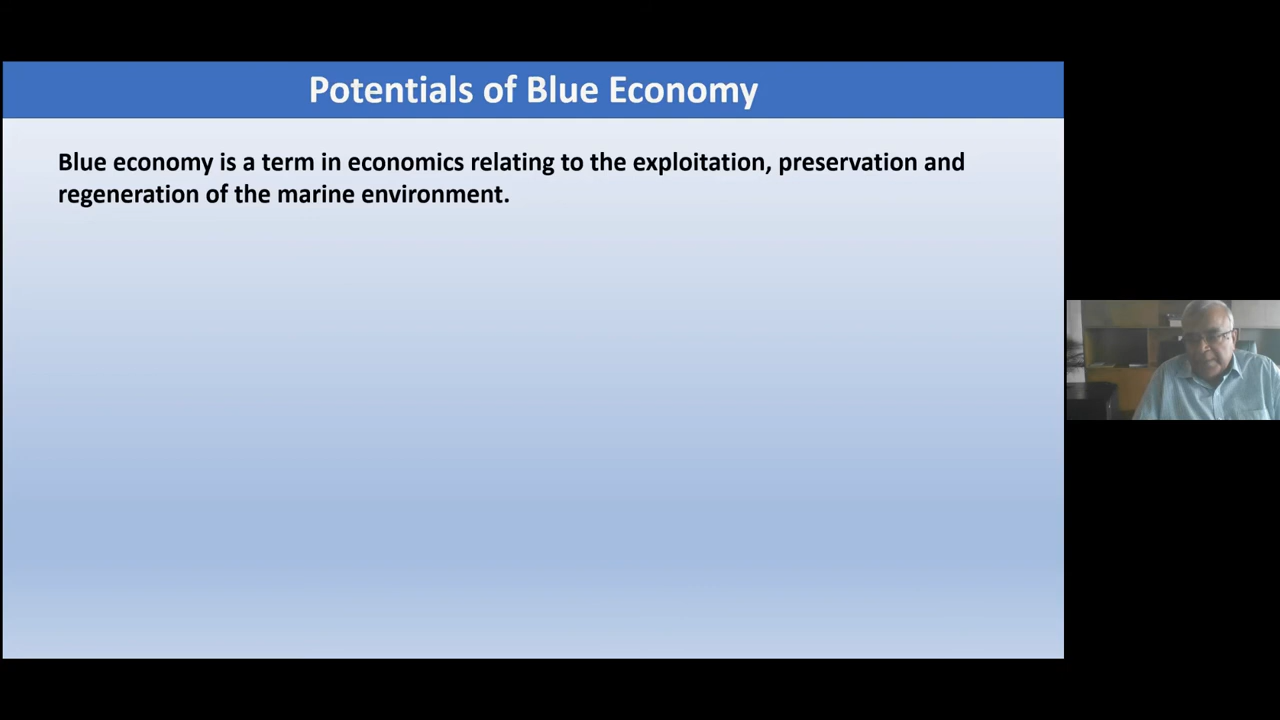 Potentials of Blue Economy
Blue economy is a term in economics relating to the exploitation, preservation and
regeneration of the marine environment.